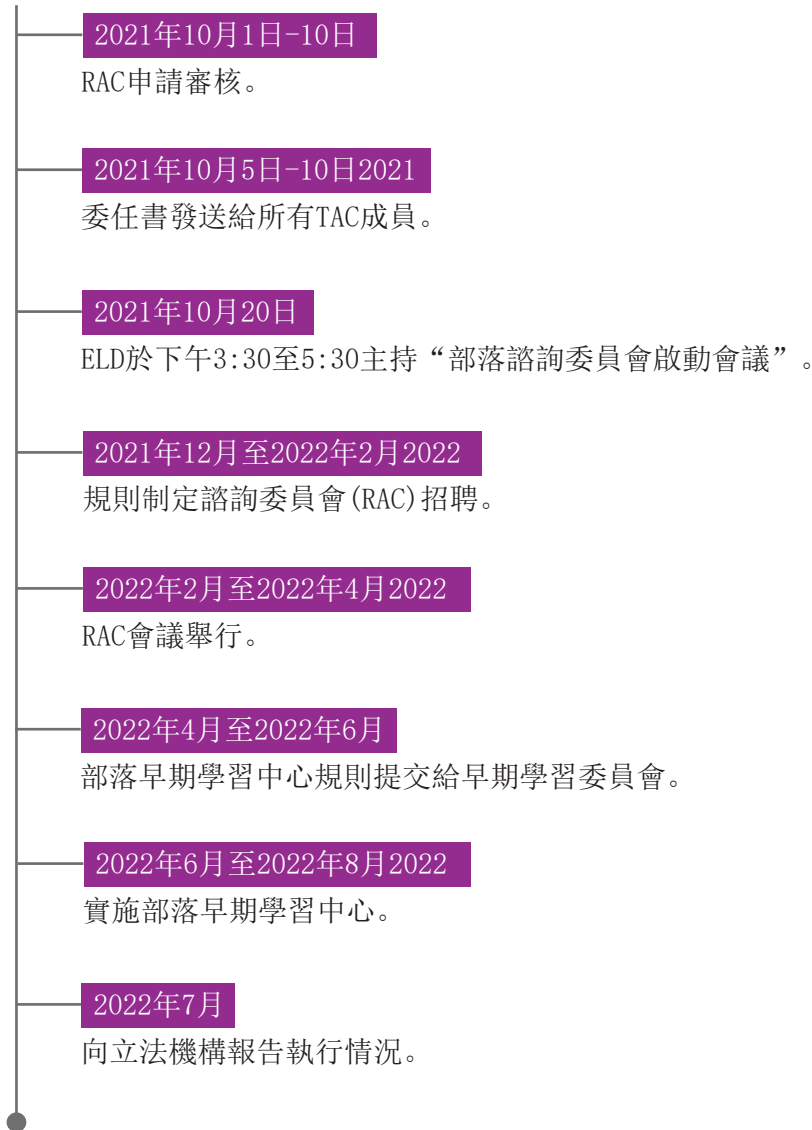 2021年10月1日-10日
RAC申請審核。
2021年10月5日-10日2021
委任書發送給所有TAC成員。
2021年10月20日
ELD於下午3:30至5:30主持“部落諮詢委員會啟動會議”。
2021年12月至2022年2月2022
規則制定諮詢委員會(RAC)招聘。
2022年2月至2022年4月2022
RAC會議舉行。
2022年4月至2022年6月
部落早期學習中心規則提交給早期學習委員會。
2022年6月至2022年8月2022
實施部落早期學習中心。
2022年7月
向立法機構報告執行情況。